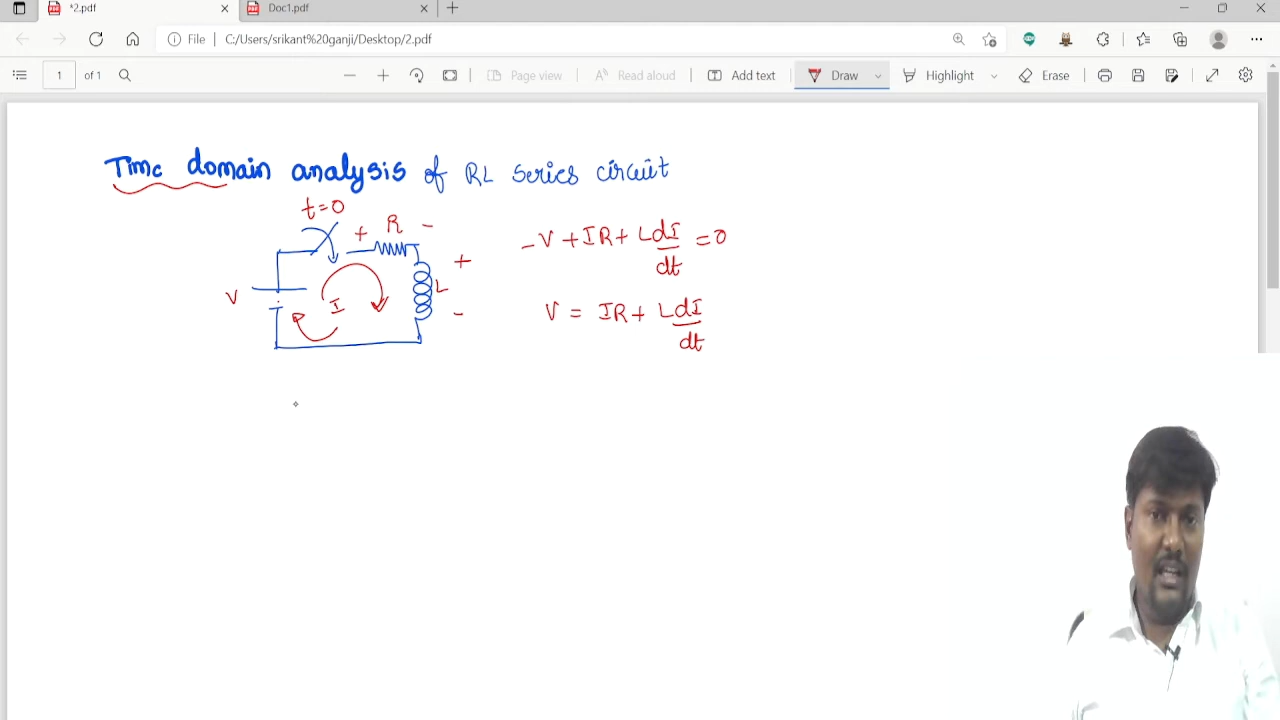 *2.pdf
Doc1.pdf
File | C:/Users/srikant%20ganji/Desktop/2.pdf
1 of 1
Page view
Read aloud
Add text
Draw
Highlight
Erase
Time domain analysis of RL series circuit
t=0
+ R -
V
I
+
L
-
-V + IR + L dI/dt = 0
V = IR + L dI/dt